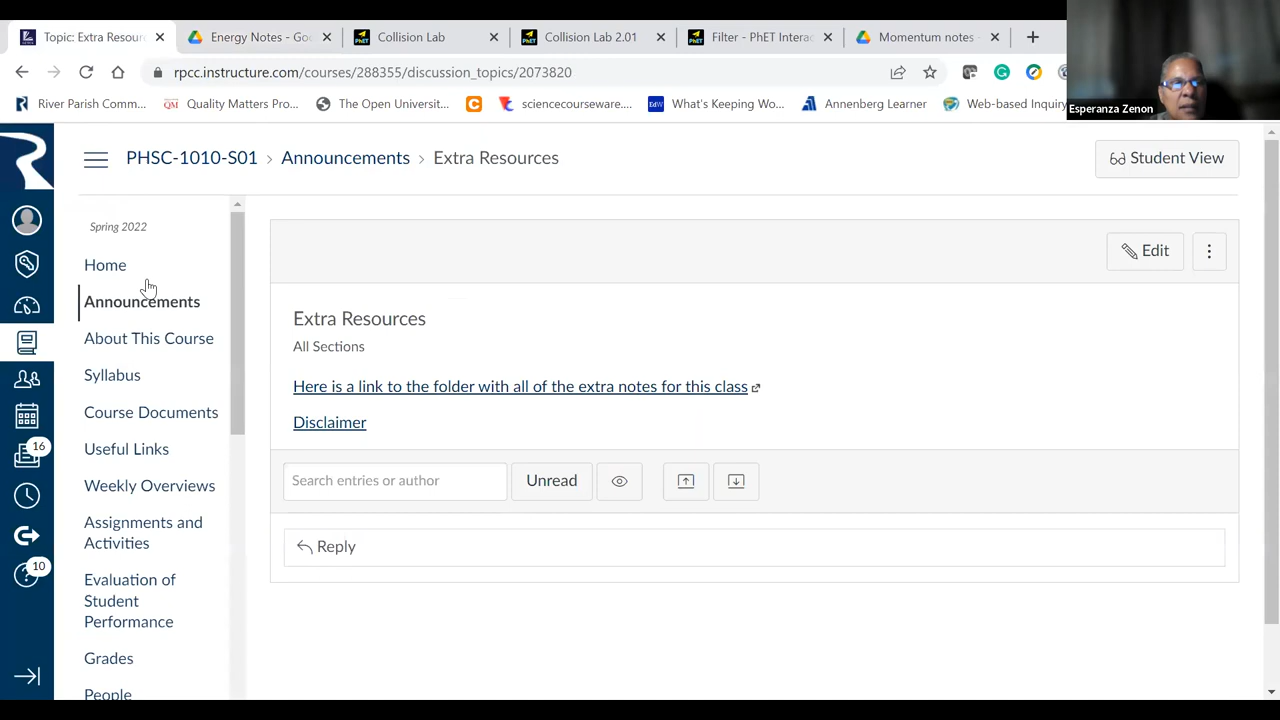 Topic: Extra Resour
Energy Notes - Goo
Collision Lab
Collision Lab 2.01
Filter - PhET Interac
Momentum notes -
rpcc.instructure.com/courses/288355/discussion_topics/2073820
River Parish Comm...
QM Quality Matters Pro...
The Open Universit...
sciencecourseware....
EdW What's Keeping Wo...
Annenberg Learner
Web-based Inquiry
Esperanza Zenon
PHSC-1010-S01 › Announcements › Extra Resources
Student View
Spring 2022
Home
Announcements
About This Course
Syllabus
Course Documents
Useful Links
Weekly Overviews
Assignments and
Activities
Evaluation of
Student
Performance
Grades
People
16
10
Edit
Extra Resources
All Sections
Here is a link to the folder with all of the extra notes for this class
Disclaimer
Search entries or author
Unread
Reply